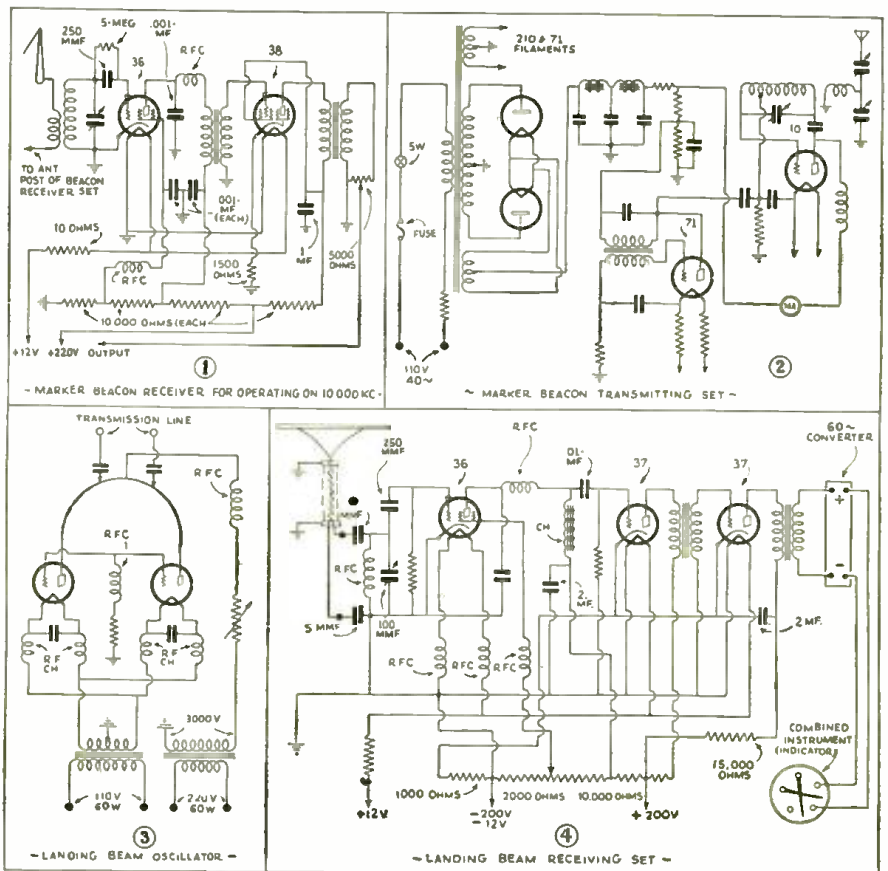 250
MMF
5-MEG
.001-
MF
RFC
36
38
TO ANT
POST OF BEACON
RECEIVER SET
.001-
MF
(EACH)
10 OHMS
RFC
1500
OHMS
1
MF
5000
OHMS
10.000 OHMS (EACH
+12V +220V OUTPUT
1
- MARKER BEACON RECEIVER FOR OPERATING ON 10 000 KC -
210 & 71
FILAMENTS
5W
FUSE
10
71
MA
110V
40~
2
~ MARKER BEACON TRANSMITTING SET -
TRANSMISSION LINE
RFC
RFC
R.F
CH
R.F
CH
3000V
110V
60W
220V
60W
3
- LANDING BEAM OSCILLATOR -
250
MMF
36
RFC
01-
MF
37
37
60~
CONVERTER
+
-
MMF
RFC
CH
5 MMF
100
MMF
2.
MF.
2 MF.
RFC
RFC
RFC
COMBINED
INSTRUMENT
(INDICATOR)
15,000
OHMS
1000 OHMS
2000 OHMS
10.000 OHMS
+12V
-200V
-12V
+200V
4
- LANDING BEAM RECEIVING SET -